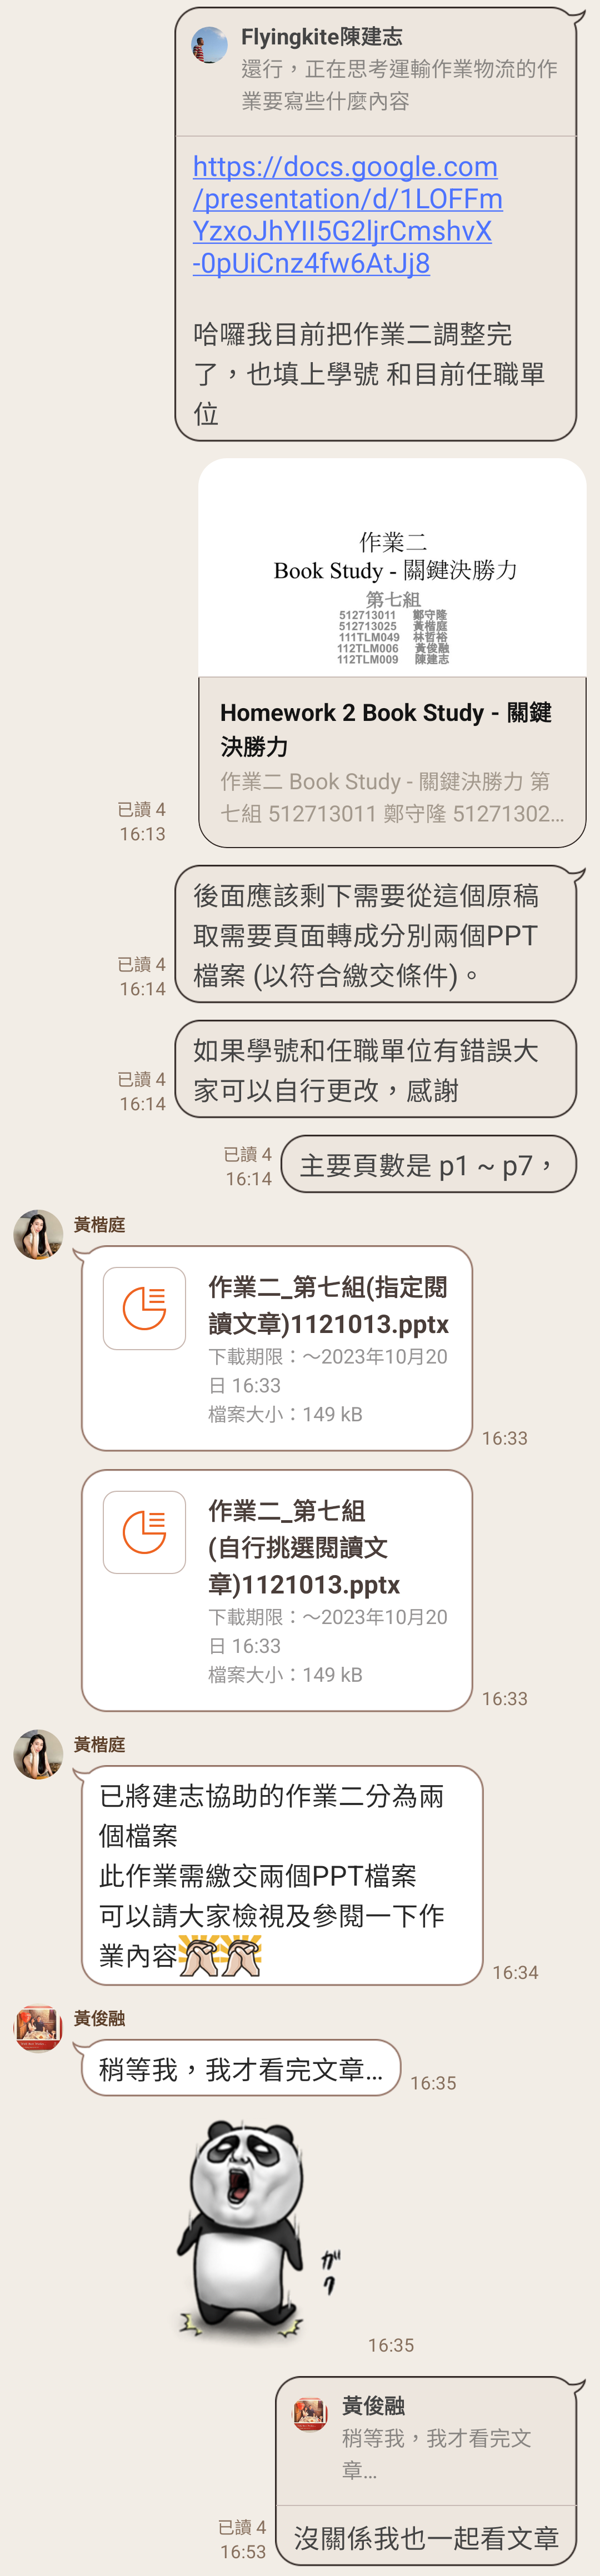 Flyingkite陳建志
還行，正在思考運輸作業物流的作
業要寫些什麼內容
https://docs.google.com
/presentation/d/1LOFFm
YzxoJhYII5G2ljrCmshvX
-0pUiCnz4fw6AtJj8
哈囉我目前把作業二調整完
了，也填上學號 和目前任職單
位
作業二
Book Study - 關鍵決勝力
第七組
512713011 鄭守隆
512713025 黃楷庭
111TLM049 林哲裕
112TLM006 黃俊融
112TLM009 陳建志
Homework 2 Book Study - 關鍵
決勝力
作業二 Book Study - 關鍵決勝力 第
七組 512713011 鄭守隆 51271302...
已讀 4
16:13
後面應該剩下需要從這個原稿
取需要頁面轉成分別兩個PPT
檔案 (以符合繳交條件)。
已讀 4
16:14
如果學號和任職單位有錯誤大
家可以自行更改，感謝
已讀 4
16:14
主要頁數是 p1 ~ p7，
已讀 4
16:14
黃楷庭
作業二_第七組(指定閱
讀文章)1121013.pptx
下載期限：～2023年10月20
日 16:33
檔案大小：149 kB
16:33
作業二_第七組
(自行挑選閱讀文
章)1121013.pptx
下載期限：～2023年10月20
日 16:33
檔案大小：149 kB
16:33
黃楷庭
已將建志協助的作業二分為兩
個檔案
此作業需繳交兩個PPT檔案
可以請大家檢視及參閱一下作
業內容
16:34
黃俊融
稍等我，我才看完文章...
16:35
ガ
ク
16:35
黃俊融
稍等我，我才看完文
章...
沒關係我也一起看文章
已讀 4
16:53